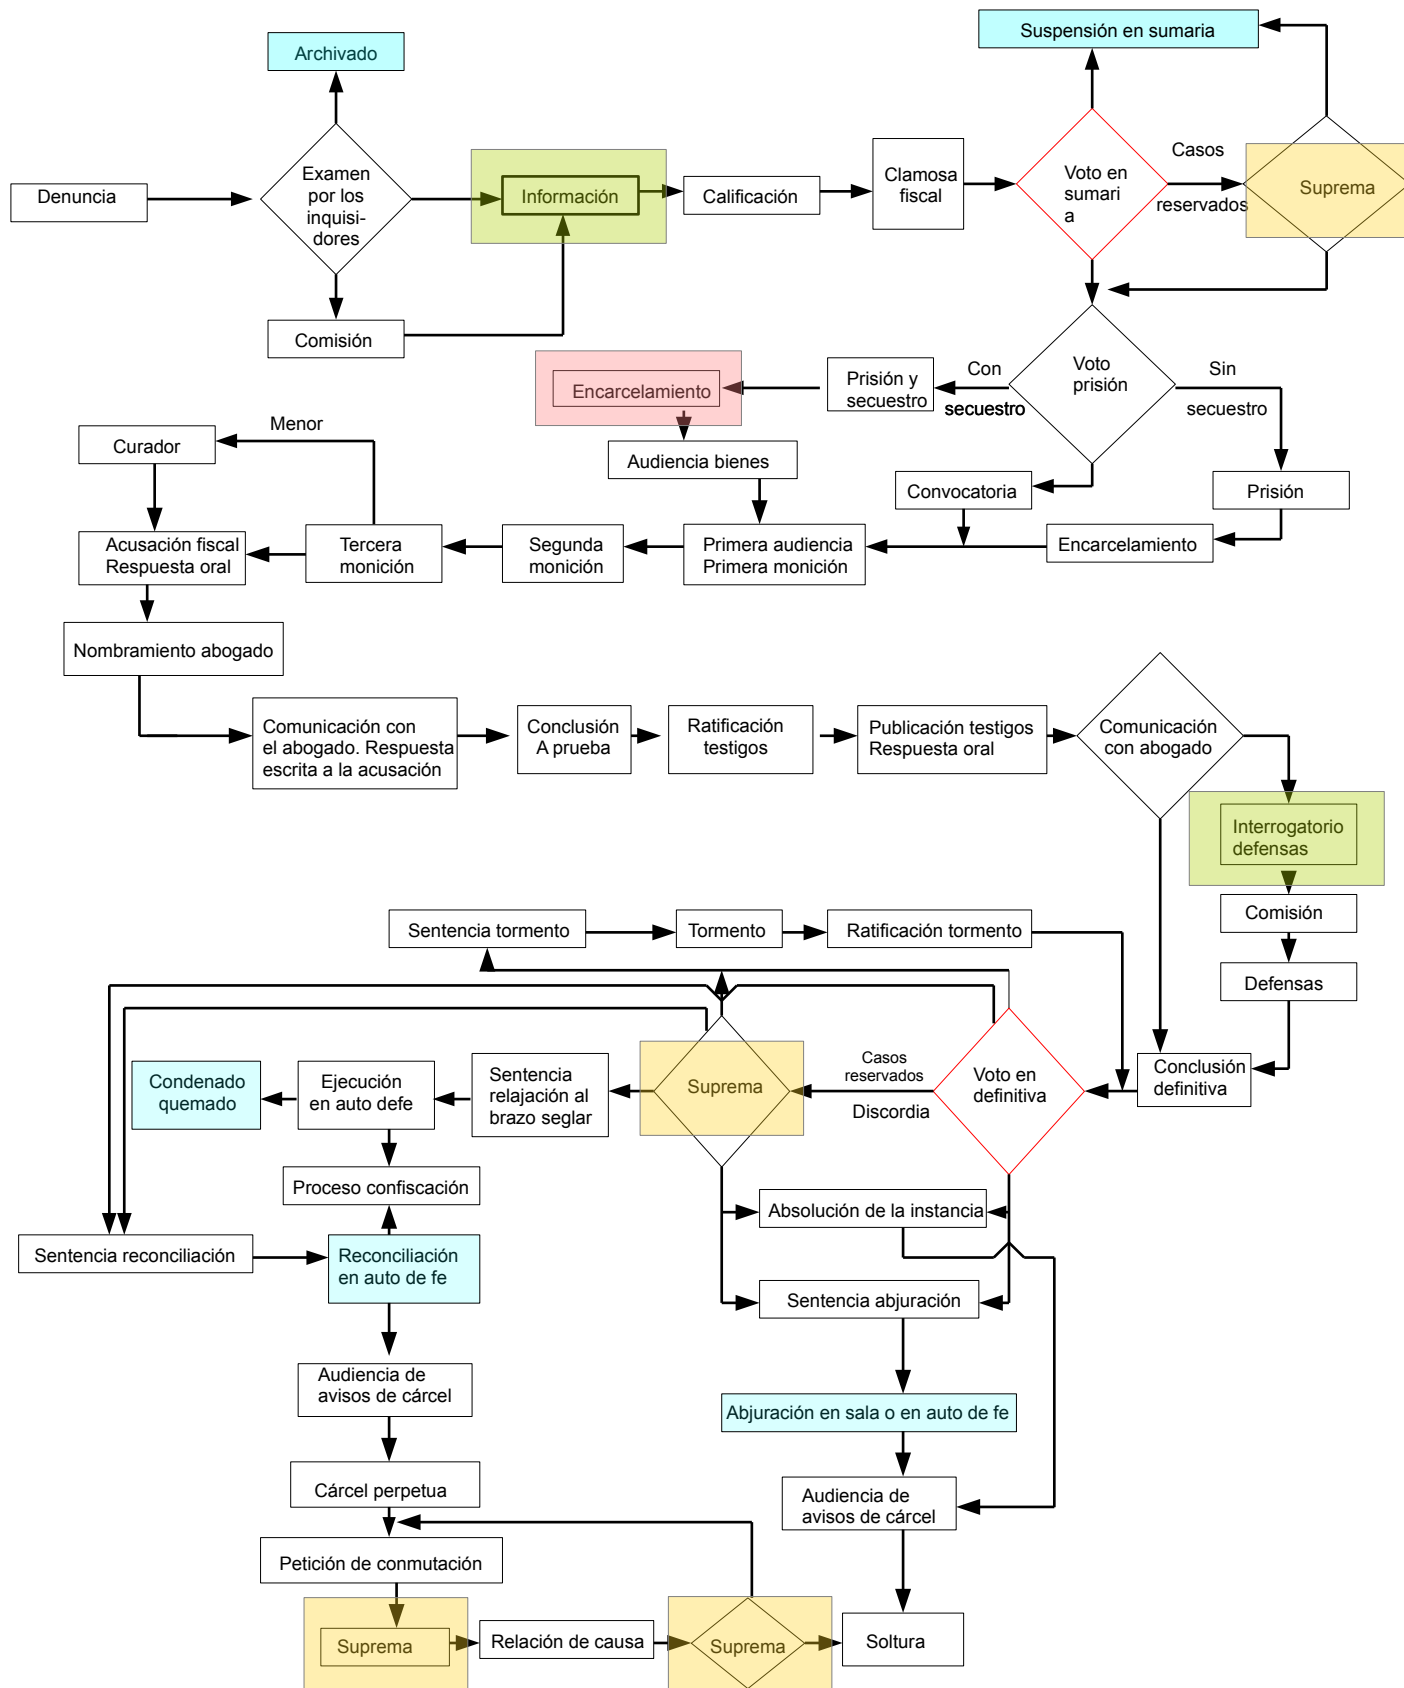 Archivado
Suspensión en sumaria
Denuncia
Examen
por los
inquisi-
dores
Información
Calificación
Clamosa
fiscal
Voto en
sumari
a
Casos
reservados
Suprema
Comisión
Voto
prisión
Con
secuestro
Sin
secuestro
Prisión y
secuestro
Encarcelamiento
Menor
Curador
Audiencia bienes
Convocatoria
Prisión
Acusación fiscal
Respuesta oral
Tercera
monición
Segunda
monición
Primera audiencia
Primera monición
Encarcelamiento
Nombramiento abogado
Comunicación con
el abogado. Respuesta
escrita a la acusación
Conclusión
A prueba
Ratificación
testigos
Publicación testigos
Respuesta oral
Comunicación
con abogado
Interrogatorio
defensas
Comisión
Defensas
Sentencia tormento
Tormento
Ratificación tormento
Condenado
quemado
Ejecución
en auto defe
Sentencia
relajación al
brazo seglar
Suprema
Casos
reservados
Discordia
Voto en
definitiva
Conclusión
definitiva
Proceso confiscación
Absolución de la instancia
Sentencia reconciliación
Reconciliación
en auto de fe
Sentencia abjuración
Audiencia de
avisos de cárcel
Abjuración en sala o en auto de fe
Cárcel perpetua
Audiencia de
avisos de cárcel
Petición de conmutación
Suprema
Relación de causa
Suprema
Soltura